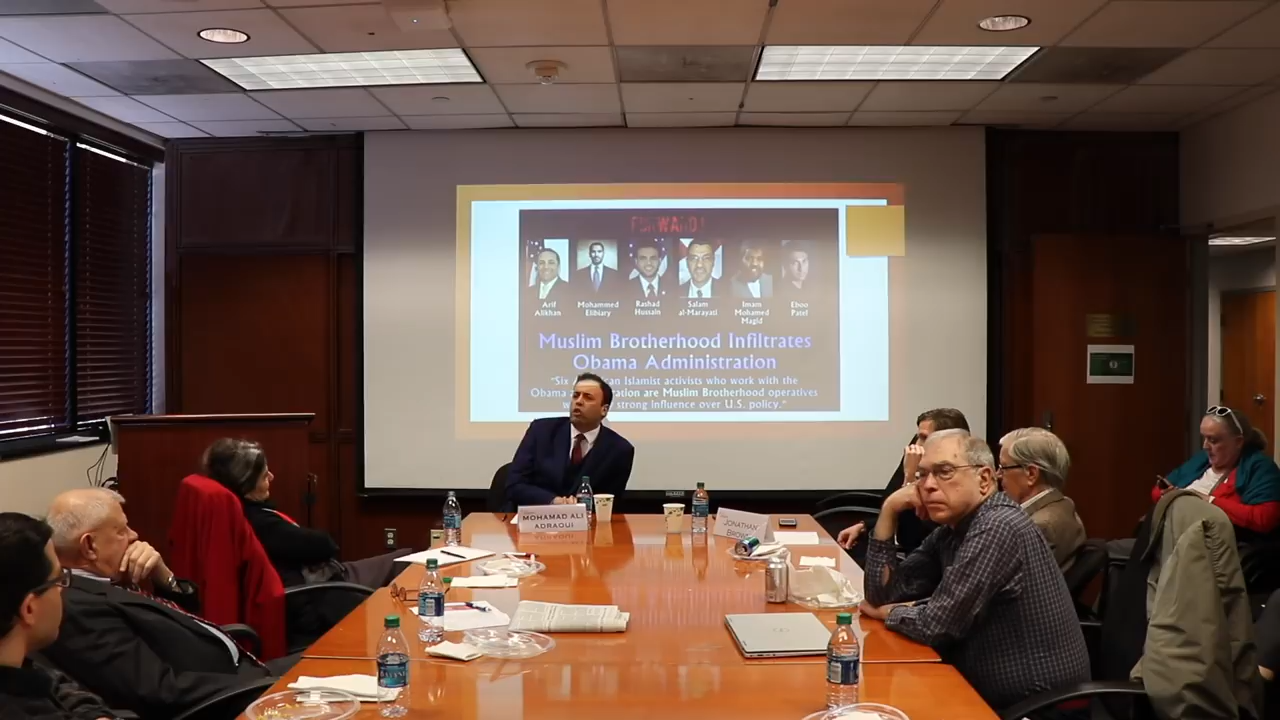 FORWARD!
Arif
Alikhan
Mohammed
Elibiary
Rashad
Hussain
Salam
al-Marayati
Imam
Mohamed
Magid
Eboo
Patel
Muslim Brotherhood Infiltrates
Obama Administration
"Six can Islamist activists who work with the
Obama ation are Muslim Brotherhood operatives
w strong influence over U.S. policy."
MOHAMAD ALI
ADRAOUI
JONATHAN